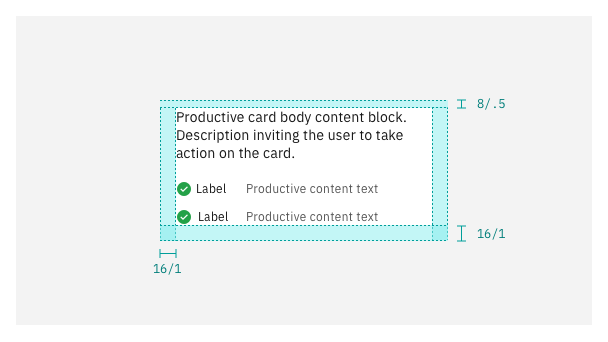 8/.5
Productive card body content block.
Description inviting the user to take
action on the card.
Label Productive content text
Label Productive content text
16/1
16/1